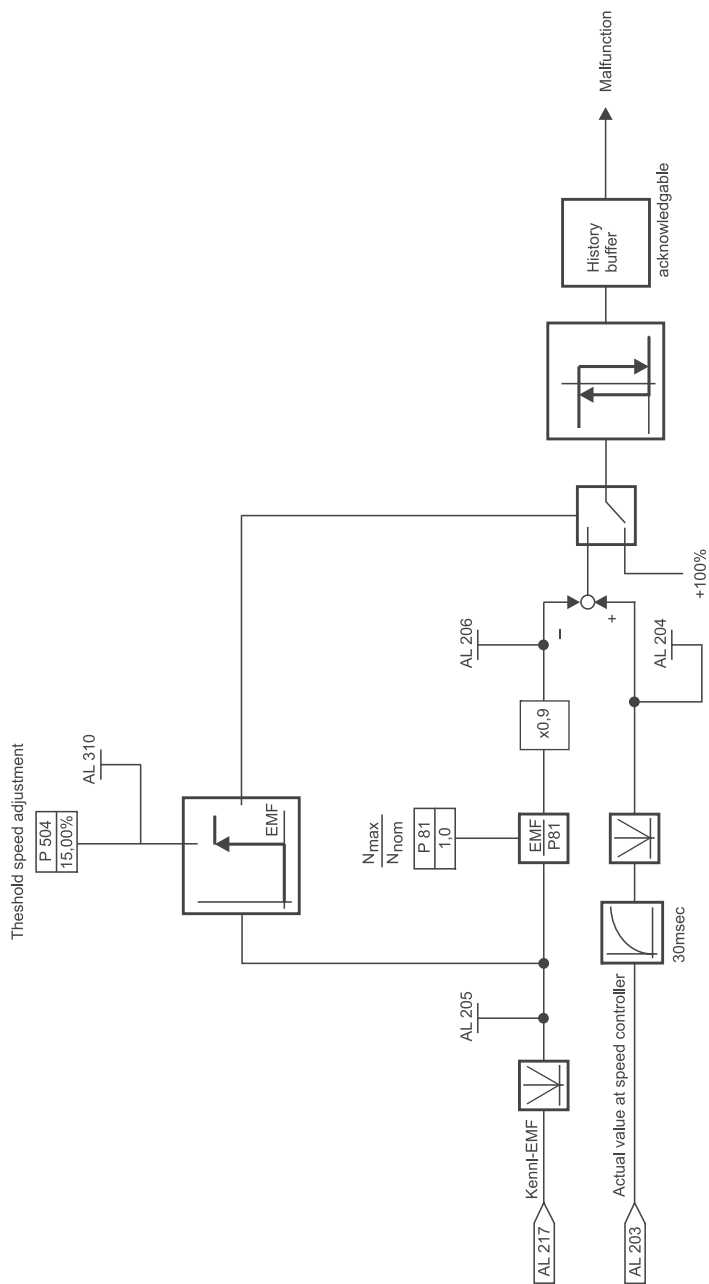 Theshold speed adjustment
P 504
15,00%
AL 310
EMF
Nmax
Nnom
P 81
1,0
AL 217
Kennl-EMF
AL 205
EMF
P81
x0,9
AL 206
–
+
AL 203
Actual value at speed controller
30msec
AL 204
+100%
History
buffer
acknowledgable
Malfunction